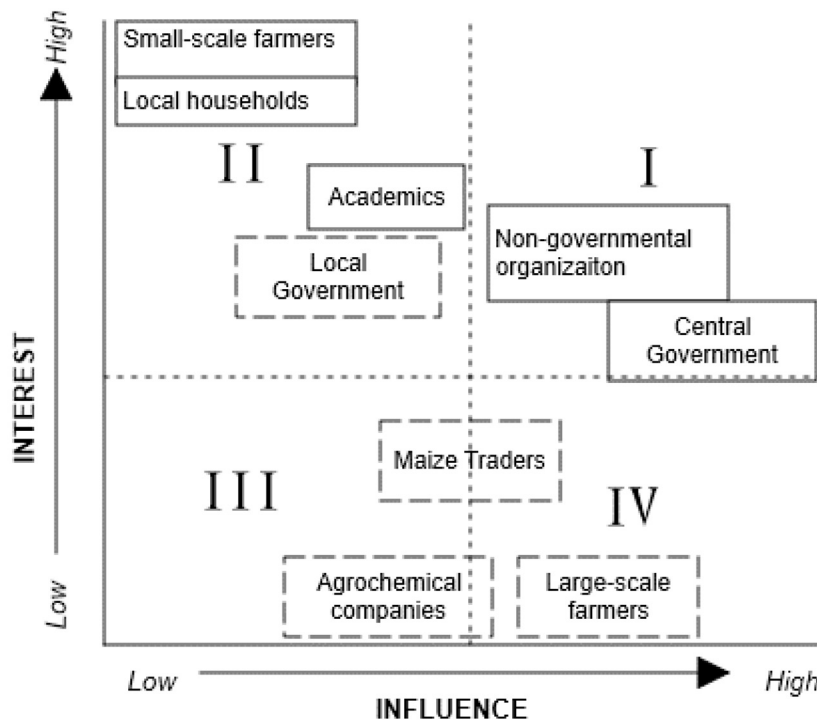 High
Small-scale farmers
Local households
II
I
Academics
Non-governmental
organizaiton
Local
Government
Central
Government
INTEREST
Maize Traders
III
IV
Agrochemical
companies
Large-scale
farmers
Low
Low
High
INFLUENCE